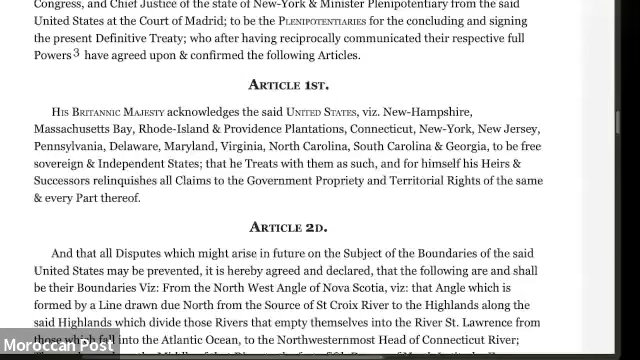 Congress, and Chief Justice of the state of New-York & Minister Plenipotentiary from the said
United States at the Court of Madrid; to be the Plenipotentiaries for the concluding and signing
the present Definitive Treaty; who after having reciprocally communicated their respective full
Powers3 have agreed upon & confirmed the following Articles.
Article 1st.
His Britannic Majesty acknowledges the said United States, viz. New-Hampshire,
Massachusetts Bay, Rhode-Island & Providence Plantations, Connecticut, New-York, New Jersey,
Pennsylvania, Delaware, Maryland, Virginia, North Carolina, South Carolina & Georgia, to be free
sovereign & Independent States; that he Treats with them as such, and for himself his Heirs &
Successors relinquishes all Claims to the Government Propriety and Territorial Rights of the same
& every Part thereof.
Article 2d.
And that all Disputes which might arise in future on the Subject of the Boundaries of the said
United States may be prevented, it is hereby agreed and declared, that the following are and shall
be their Boundaries Viz: From the North West Angle of Nova Scotia, viz: that Angle which is
formed by a Line drawn due North from the Source of St Croix River to the Highlands along the
said Highlands which divide those Rivers that empty themselves into the River St. Lawrence from
those which fall into the Atlantic Ocean, to the Northwesternmost Head of Connecticut River;
Moroccan Post